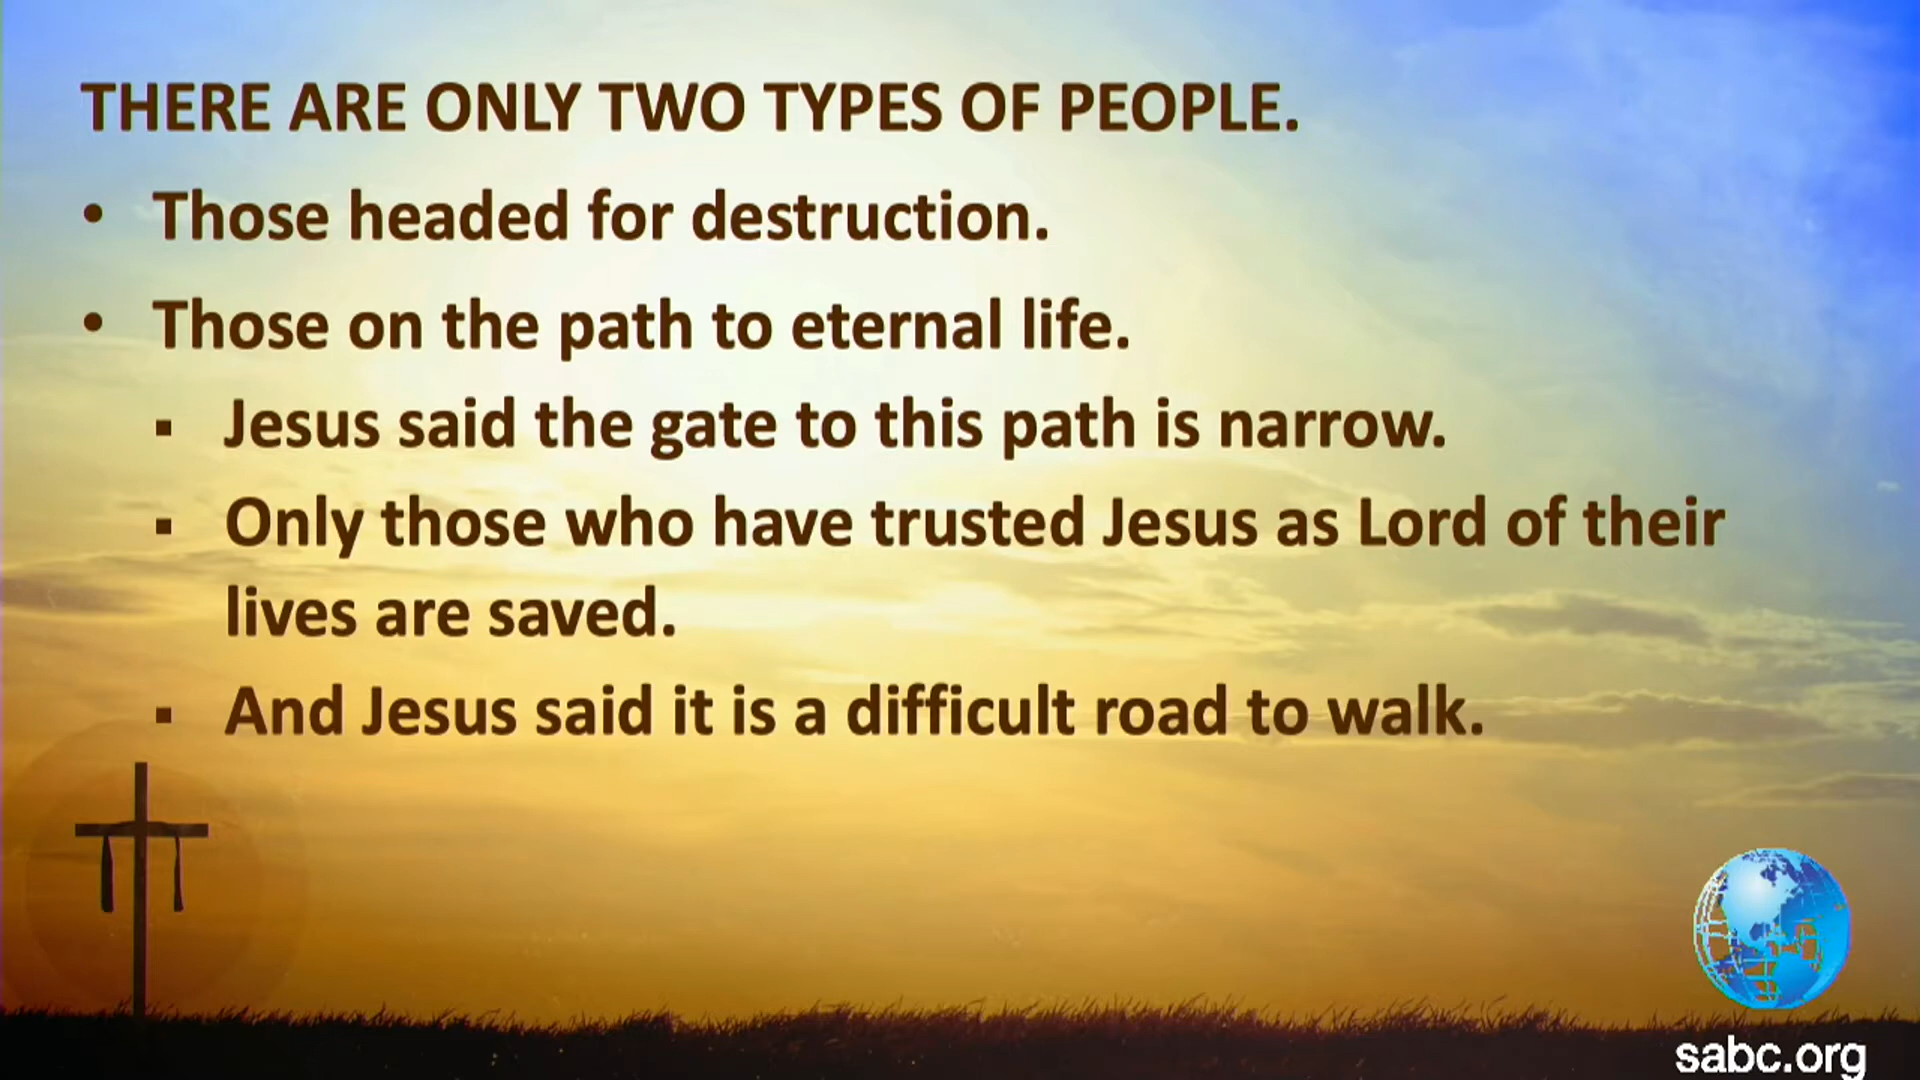 THERE ARE ONLY TWO TYPES OF PEOPLE.
• Those headed for destruction.
• Those on the path to eternal life.
▪ Jesus said the gate to this path is narrow.
▪ Only those who have trusted Jesus as Lord of their
lives are saved.
▪ And Jesus said it is a difficult road to walk.
sabc.org